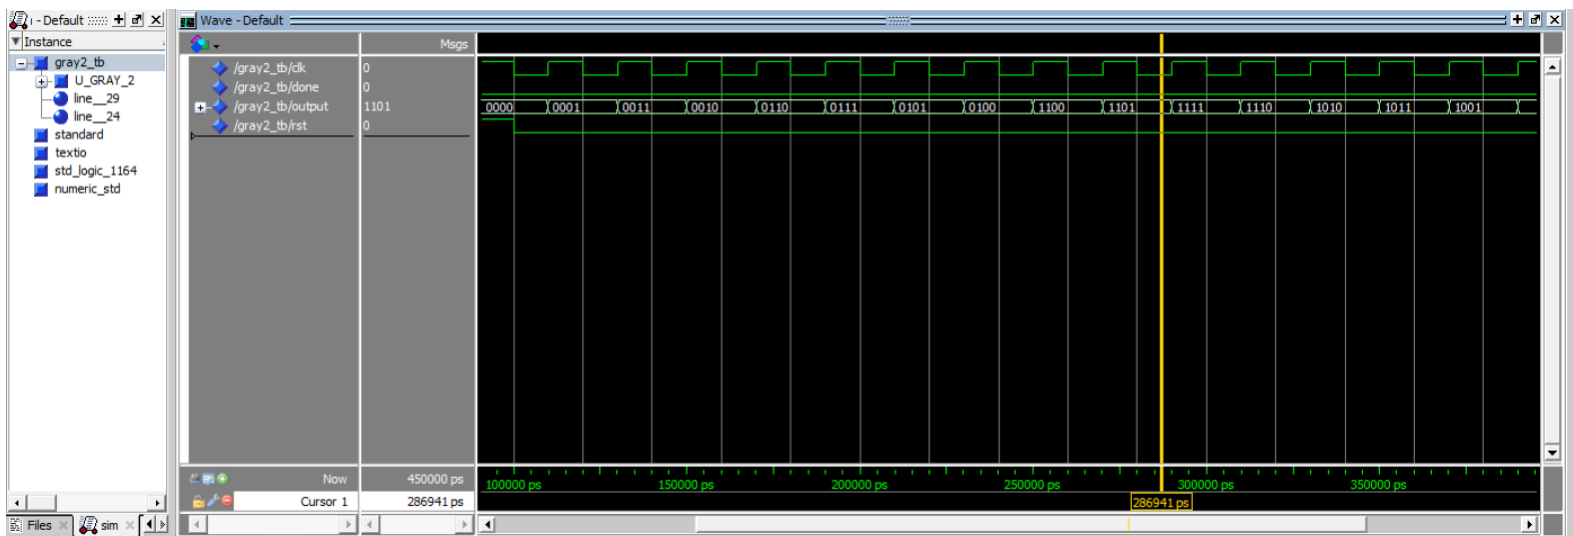 - Default
Wave - Default
Instance
Msgs
gray2_tb
U_GRAY_2
line__29
line__24
standard
textio
std_logic_1164
numeric_std
/gray2_tb/clk 0
/gray2_tb/done 0
/gray2_tb/output 1101 0000 0001 0011 0010 0110 0111 0101 0100 1100 1101 1111 1110 1010 1011 1001
/gray2_tb/rst 0
Now 450000 ps 100000 ps 150000 ps 200000 ps 250000 ps 300000 ps 350000 ps
Cursor 1 286941 ps 286941 ps
Files sim